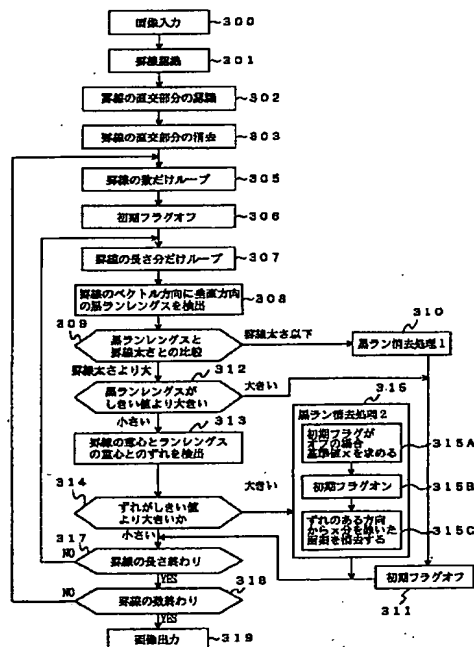 画像入力
300
罫線認識
301
罫線の直交部分の認識
302
罫線の直交部分の消去
303
罫線の数だけループ
305
初期フラグオフ
306
罫線の長さ分だけループ
307
罫線のベクトル方向に垂直方向
の黒ランレングスを検出
308
309
黒ランレングスと
罫線太さとの比較
罫線太さ以下
310
黒ラン消去処理1
罫線太さより大
312
黒ランレングスが
しきい値より大きい
大きい
小さい
313
罫線の重心とランレングス
の重心とのずれを検出
314
ずれがしきい値
より大きいか
大きい
小さい
315
黒ラン消去処理2
初期フラグが
オフの場合
基準値xを求める
315A
初期フラグオン
315B
ずれのある方向
からx分を除いた
画素を消去する
315C
317
罫線の長さ終わり
NO
YES
318
罫線の数終わり
NO
YES
初期フラグオフ
311
画像出力
319